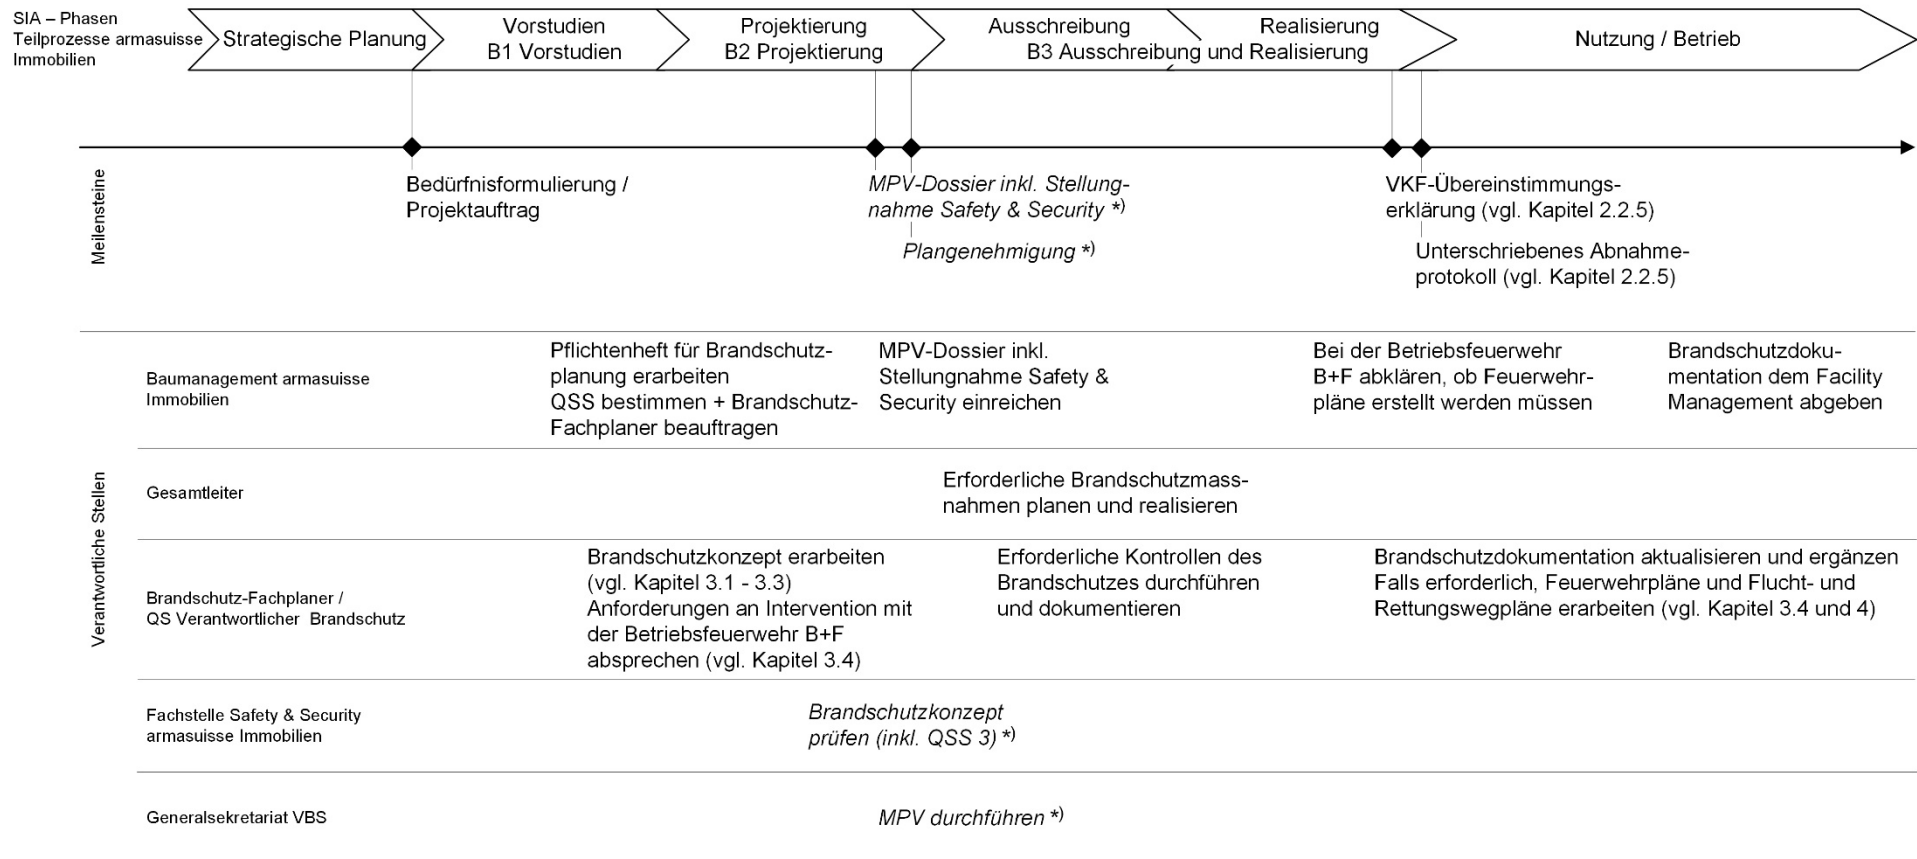 SIA – Phasen
Teilprozesse armasuisse
Immobilien
Strategische Planung
Vorstudien
B1 Vorstudien
Projektierung
B2 Projektierung
Ausschreibung
Realisierung
B3 Ausschreibung und Realisierung
Nutzung / Betrieb
Meilensteine
Bedürfnisformulierung /
Projektauftrag
MPV-Dossier inkl. Stellung-
nahme Safety & Security *)
Plangenehmigung *)
VKF-Übereinstimmungs-
erklärung (vgl. Kapitel 2.2.5)
Unterschriebenes Abnahme-
protokoll (vgl. Kapitel 2.2.5)
Verantwortliche Stellen
Baumanagement armasuisse
Immobilien
Pflichtenheft für Brandschutz-
planung erarbeiten
QSS bestimmen + Brandschutz-
Fachplaner beauftragen
MPV-Dossier inkl.
Stellungnahme Safety &
Security einreichen
Bei der Betriebsfeuerwehr
B+F abklären, ob Feuerwehr-
pläne erstellt werden müssen
Brandschutzdoku-
mentation dem Facility
Management abgeben
Gesamtleiter
Erforderliche Brandschutzmass-
nahmen planen und realisieren
Brandschutz-Fachplaner /
QS Verantwortlicher Brandschutz
Brandschutzkonzept erarbeiten
(vgl. Kapitel 3.1 - 3.3)
Anforderungen an Intervention mit
der Betriebsfeuerwehr B+F
absprechen (vgl. Kapitel 3.4)
Erforderliche Kontrollen des
Brandschutzes durchführen
und dokumentieren
Brandschutzdokumentation aktualisieren und ergänzen
Falls erforderlich, Feuerwehrpläne und Flucht- und
Rettungswegpläne erarbeiten (vgl. Kapitel 3.4 und 4)
Fachstelle Safety & Security
armasuisse Immobilien
Brandschutzkonzept
prüfen (inkl. QSS 3) *)
Generalsekretariat VBS
MPV durchführen *)